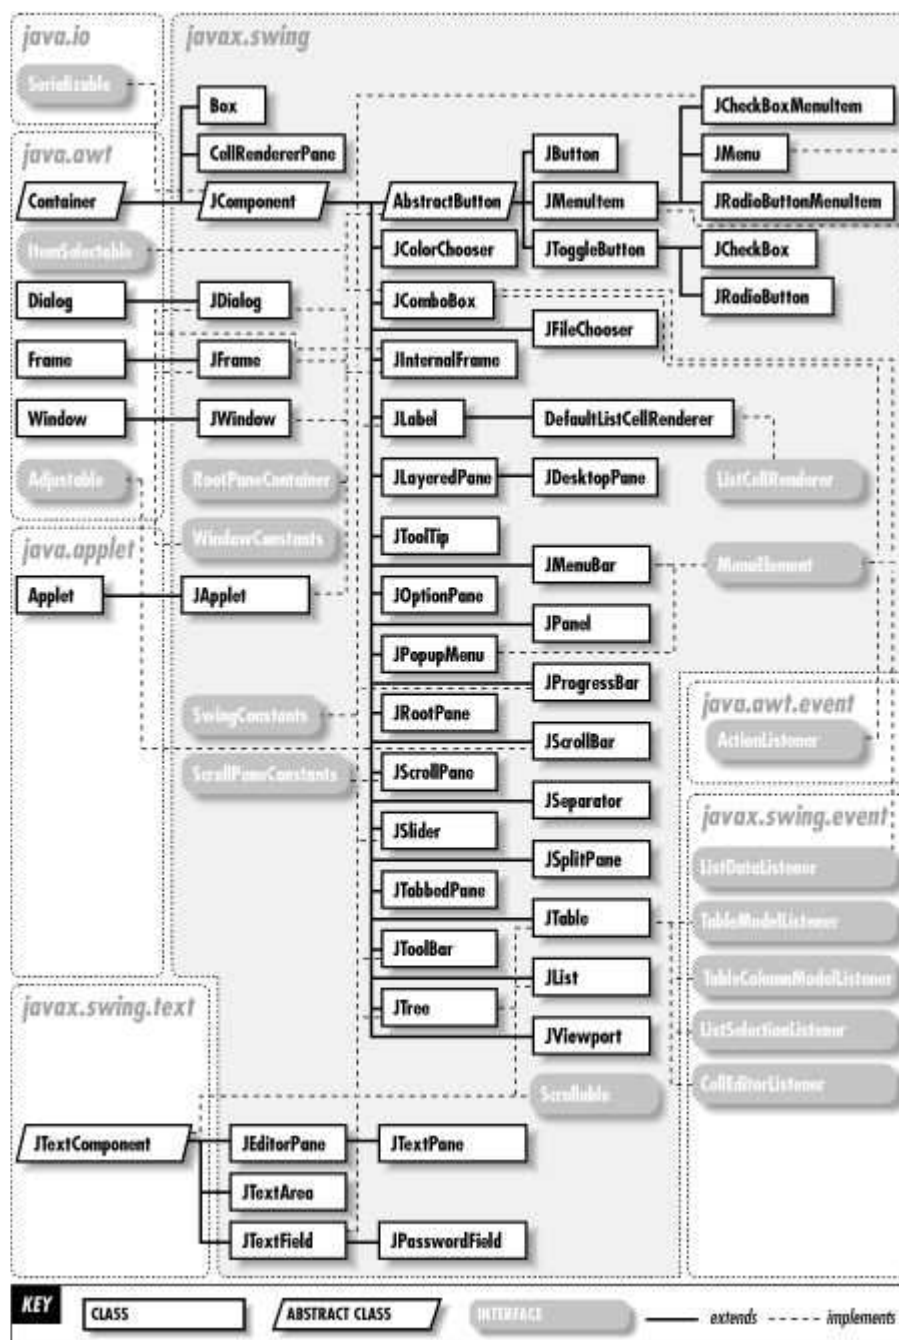 java.io
javax.swing
Serializable
Box
JCheckBoxMenuItem
java.awt
CellRendererPane
JButton
JMenu
Container
JComponent
AbstractButton
JMenuItem
JRadioButtonMenuItem
ItemSelectable
JColorChooser
JToggleButton
JCheckBox
Dialog
JDialog
JComboBox
JRadioButton
JFileChooser
Frame
JFrame
JInternalFrame
Window
JWindow
JLabel
DefaultListCellRenderer
Adjustable
RootPaneContainer
JLayeredPane
JDesktopPane
ListCellRenderer
java.applet
WindowConstants
JToolTip
JMenuBar
MenuElement
Applet
JApplet
JOptionPane
JPanel
JPopupMenu
JProgressBar
java.awt.event
SwingConstants
JRootPane
JScrollBar
ActionListener
ScrollPaneConstants
JScrollPane
JSeparator
javax.swing.event
JSlider
JSplitPane
ListDataListener
JTabbedPane
JTable
TableModelListener
JToolBar
JList
TableColumnModelListener
javax.swing.text
JTree
JViewport
ListSelectionListener
Scrollable
CellEditorListener
JTextComponent
JEditorPane
JTextPane
JTextArea
JTextField
JPasswordField
KEY
CLASS
ABSTRACT CLASS
INTERFACE
extends
implements